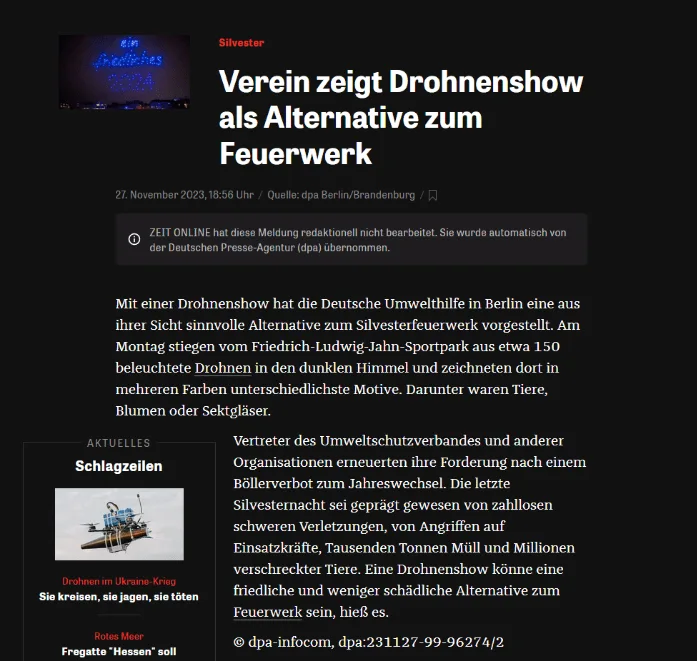 ein
friedliches
2024
Silvester
Verein zeigt Drohnenshow
als Alternative zum
Feuerwerk
27. November 2023, 18:56 Uhr / Quelle: dpa Berlin/Brandenburg /
ZEIT ONLINE hat diese Meldung redaktionell nicht bearbeitet. Sie wurde automatisch von
der Deutschen Presse-Agentur (dpa) übernommen.
Mit einer Drohnenshow hat die Deutsche Umwelthilfe in Berlin eine aus
ihrer Sicht sinnvolle Alternative zum Silvesterfeuerwerk vorgestellt. Am
Montag stiegen vom Friedrich-Ludwig-Jahn-Sportpark aus etwa 150
beleuchtete Drohnen in den dunklen Himmel und zeichneten dort in
mehreren Farben unterschiedlichste Motive. Darunter waren Tiere,
Blumen oder Sektgläser.
Vertreter des Umweltschutzverbandes und anderer
Organisationen erneuerten ihre Forderung nach einem
Böllerverbot zum Jahreswechsel. Die letzte
Silvesternacht sei geprägt gewesen von zahllosen
schweren Verletzungen, von Angriffen auf
Einsatzkräfte, Tausenden Tonnen Müll und Millionen
verschreckter Tiere. Eine Drohnenshow könne eine
friedliche und weniger schädliche Alternative zum
Feuerwerk sein, hieß es.
© dpa-infocom, dpa:231127-99-96274/2
AKTUELLES
Schlagzeilen
Drohnen im Ukraine-Krieg
Sie kreisen, sie jagen, sie töten
Rotes Meer
Fregatte "Hessen" soll